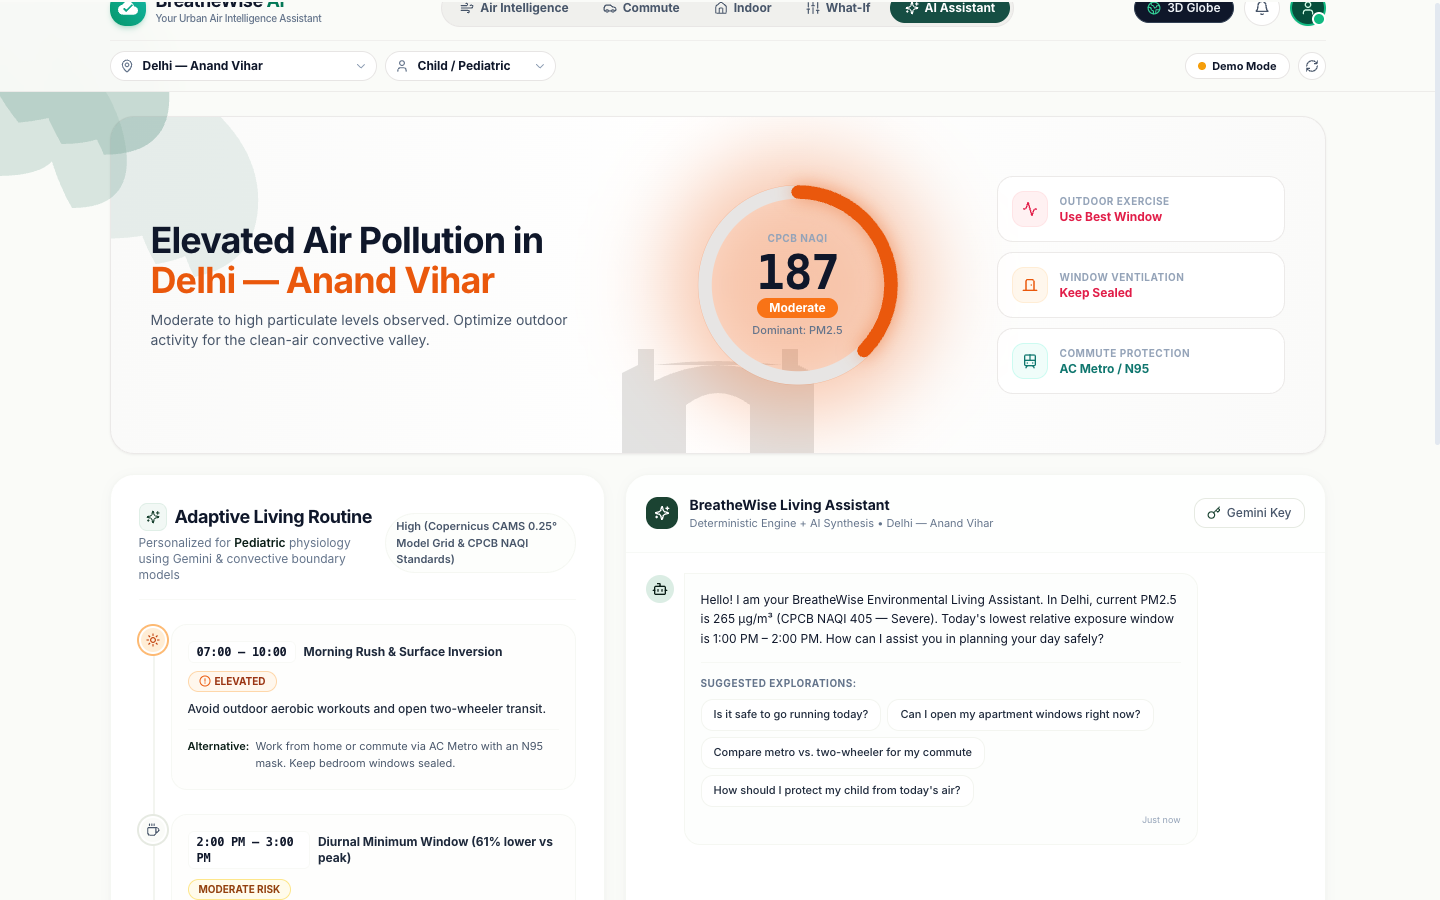 BreatheWise AI
Your Urban Air Intelligence Assistant
Air Intelligence
Commute
Indoor
What-If
AI Assistant
3D Globe
Delhi — Anand Vihar
Child / Pediatric
Demo Mode
Elevated Air Pollution in
Delhi — Anand Vihar
Moderate to high particulate levels observed. Optimize outdoor
activity for the clean-air convective valley.
CPCB NAQI
187
Moderate
Dominant: PM2.5
OUTDOOR EXERCISE
Use Best Window
WINDOW VENTILATION
Keep Sealed
COMMUTE PROTECTION
AC Metro / N95
Adaptive Living Routine
Personalized for Pediatric physiology
using Gemini & convective boundary
models
High (Copernicus CAMS 0.25°
Model Grid & CPCB NAQI
Standards)
07:00 – 10:00 Morning Rush & Surface Inversion
ELEVATED
Avoid outdoor aerobic workouts and open two-wheeler transit.
Alternative: Work from home or commute via AC Metro with an N95
mask. Keep bedroom windows sealed.
2:00 PM – 3:00
PM
Diurnal Minimum Window (61% lower vs
peak)
MODERATE RISK
BreatheWise Living Assistant
Deterministic Engine + AI Synthesis • Delhi — Anand Vihar
Gemini Key
Hello! I am your BreatheWise Environmental Living Assistant. In Delhi, current PM2.5
is 265 µg/m³ (CPCB NAQI 405 — Severe). Today's lowest relative exposure window
is 1:00 PM – 2:00 PM. How can I assist you in planning your day safely?
SUGGESTED EXPLORATIONS:
Is it safe to go running today?
Can I open my apartment windows right now?
Compare metro vs. two-wheeler for my commute
How should I protect my child from today's air?
Just now